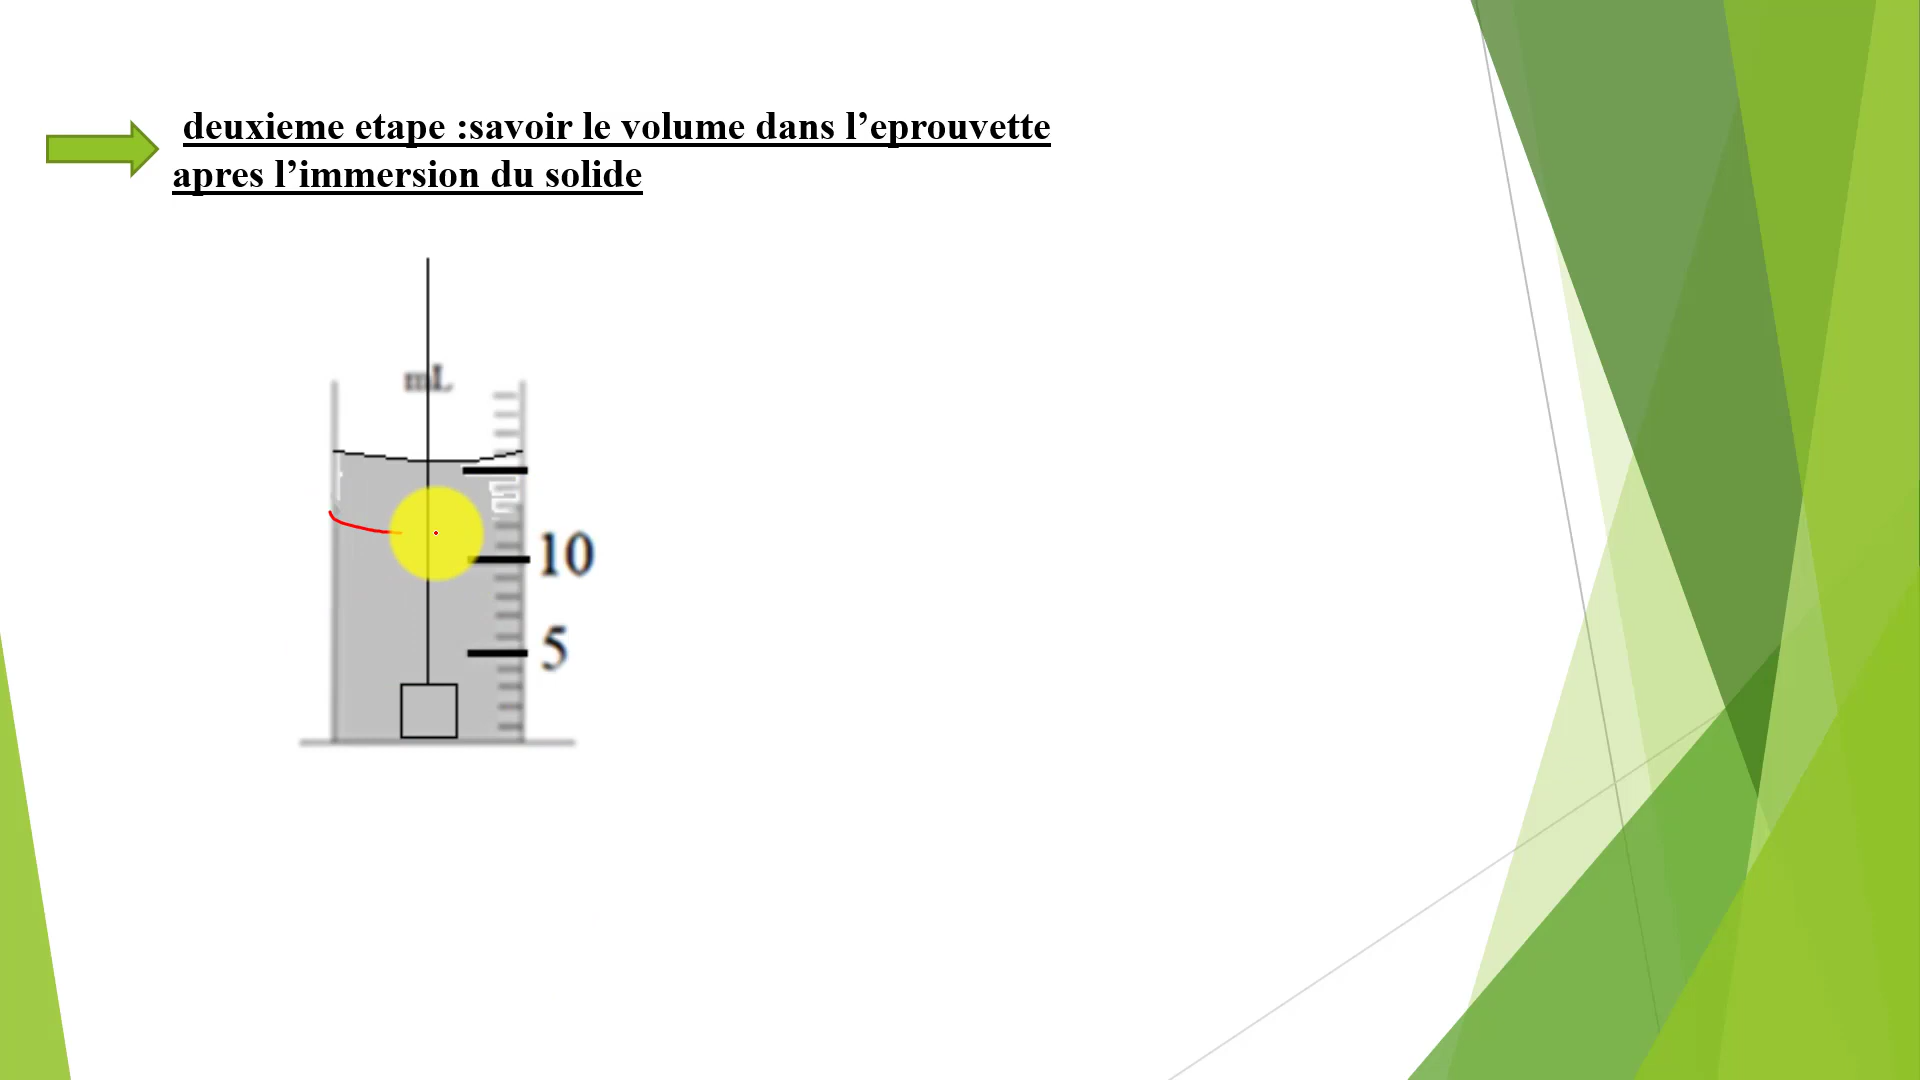 deuxieme etape :savoir le volume dans l’eprouvette
apres l’immersion du solide
mL
10
5